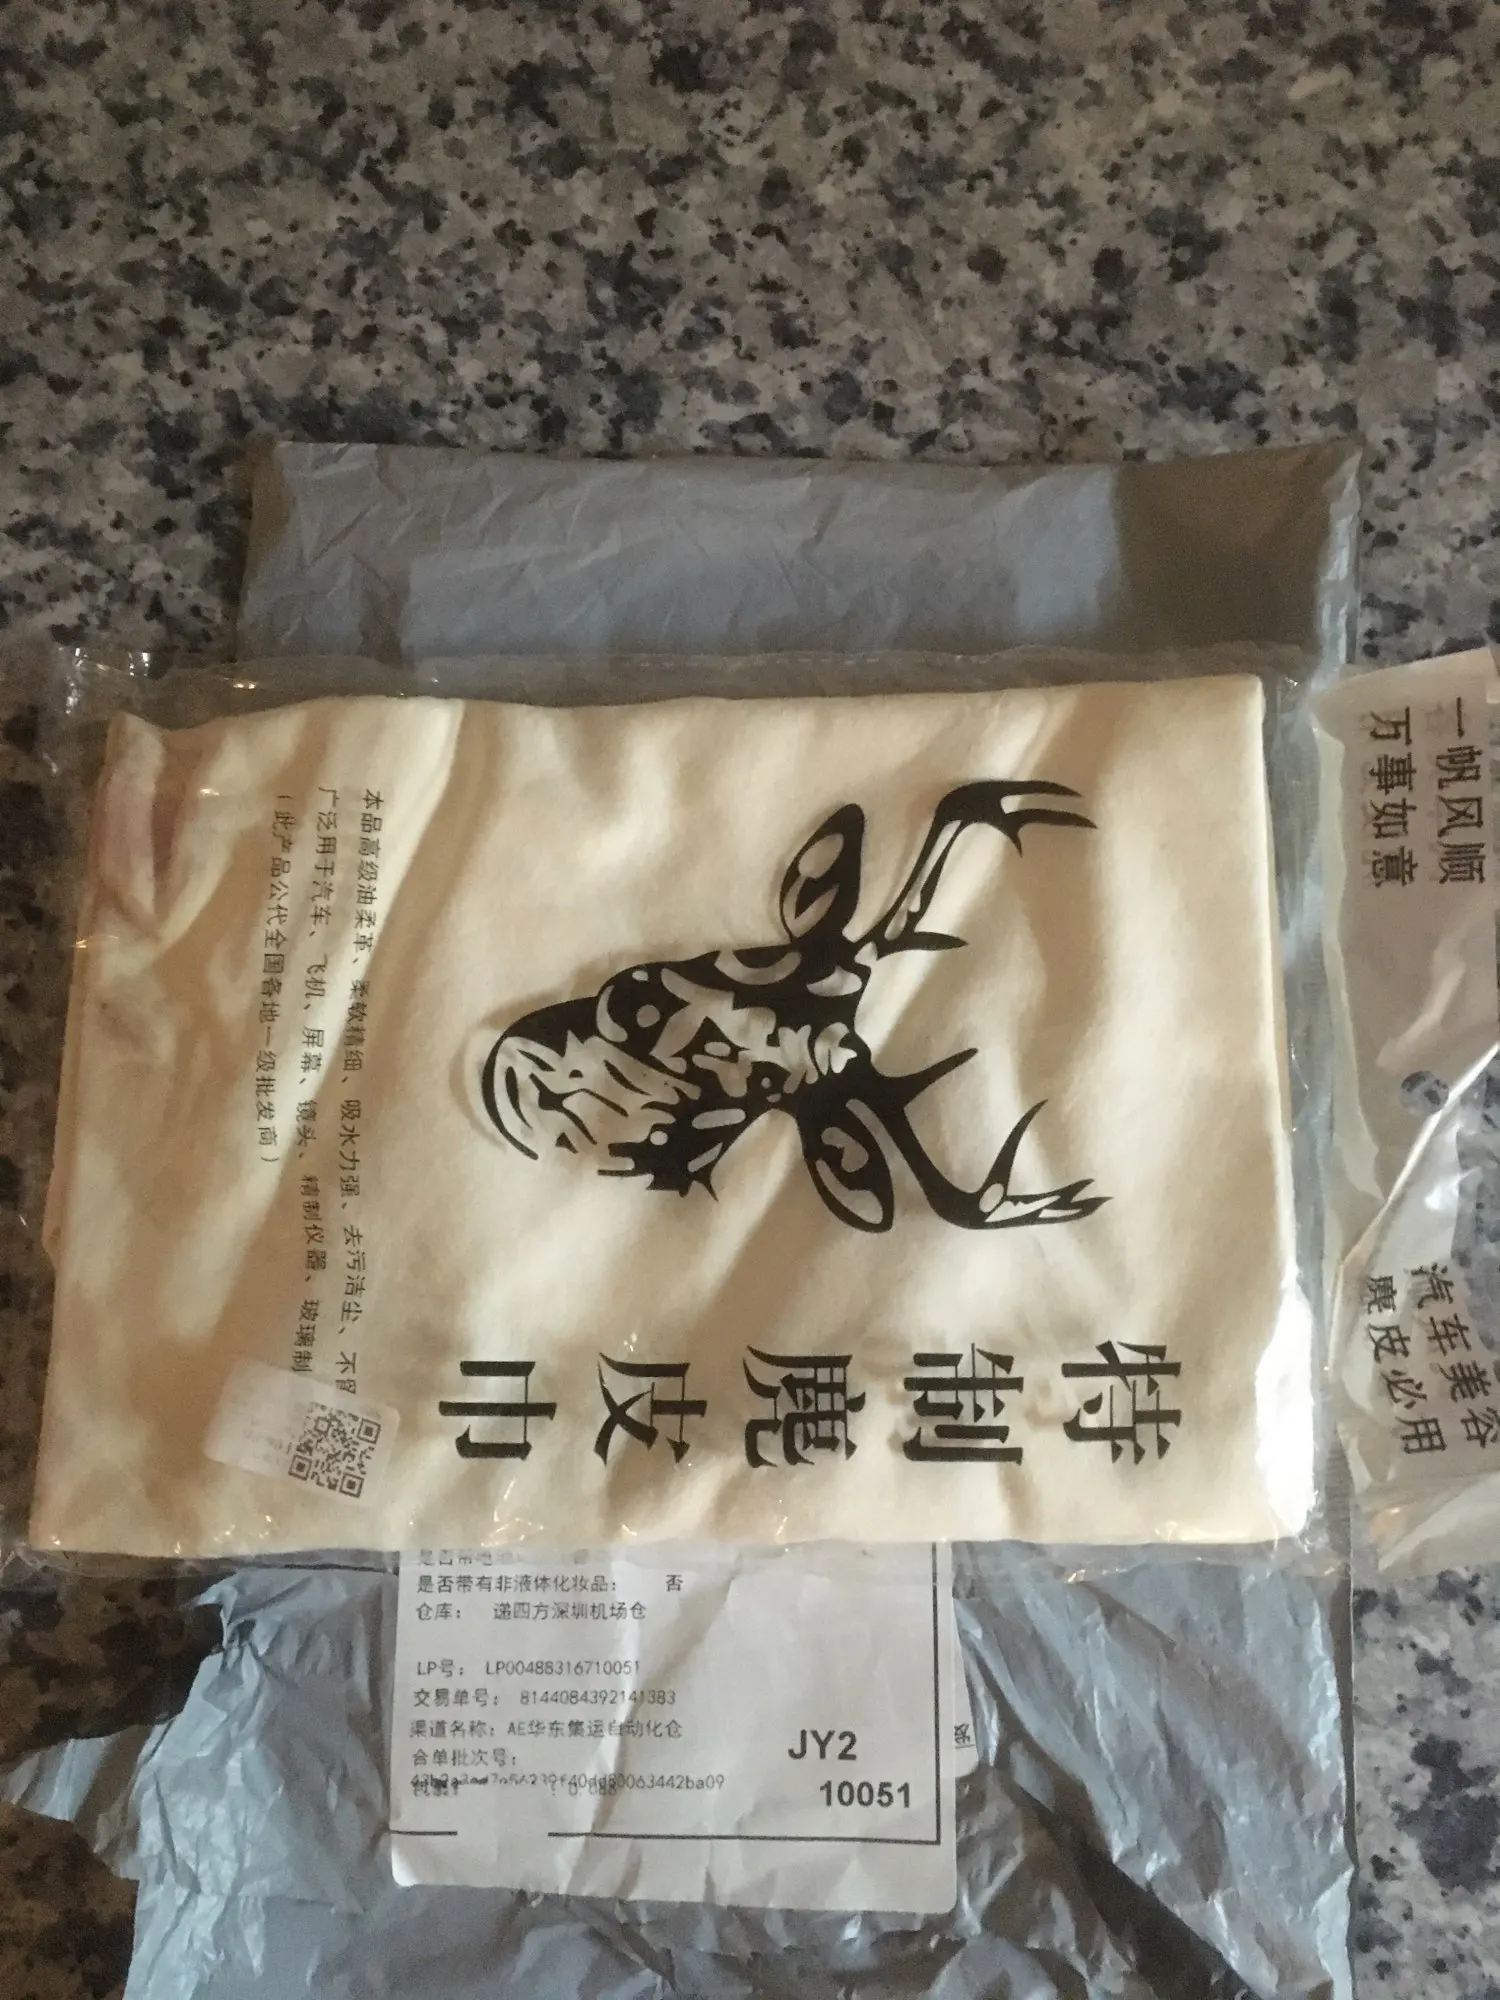 特制麂皮巾
本品高级油柔革、柔软精细、吸水力强、去污洁尘、不留
广泛用于汽车、飞机、屏幕、镜头、精制仪器、玻璃制
（此产品公代全国各地一级批发商）
一帆风顺
万事如意
汽车美容
麂皮必用
是否带有非液体化妆品： 否
仓库： 递四方深圳机场仓
LP号： LP00488316710051
交易单号： 8144084392141383
渠道名称：AE华东集运自动化仓
合单批次号：
JY2
10051